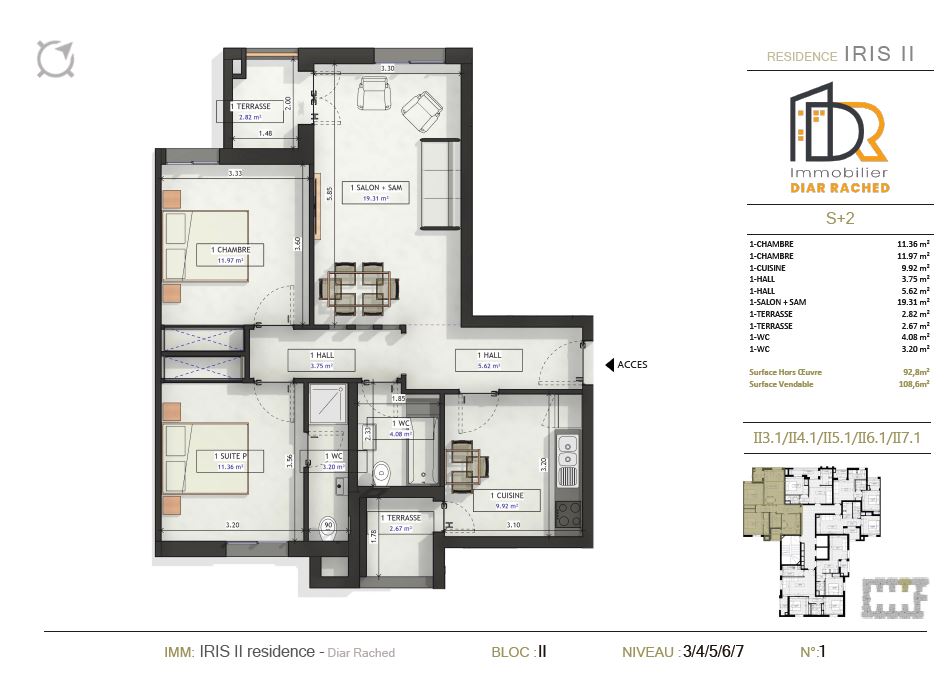 RESIDENCE IRIS II
DR
Immobilier
DIAR RACHED
S+2
1-CHAMBRE 11.36 m²
1-CHAMBRE 11.97 m²
1-CUISINE 9.92 m²
1-HALL 3.75 m²
1-HALL 5.62 m²
1-SALON + SAM 19.31 m²
1-TERRASSE 2.82 m²
1-TERRASSE 2.67 m²
1-WC 4.08 m²
1-WC 3.20 m²
Surface Hors Œuvre 92,8m²
Surface Vendable 108,6m²
II3.1/II4.1/II5.1/II6.1/II7.1
3.30
1 TERRASSE
2.82 m²
2.00
1.48
3.33
5.85
1 SALON + SAM
19.31 m²
1 CHAMBRE
11.97 m²
3.60
1 HALL
3.75 m²
1 HALL
5.62 m²
ACCES
1.85
1 WC
4.08 m²
2.33
1 SUITE P
11.36 m²
3.56
1 WC
3.20 m²
3.20
1 CUISINE
9.92 m²
3.20
90
1 TERRASSE
2.67 m²
1.78
3.10
IMM: IRIS II residence - Diar Rached
BLOC : II
NIVEAU : 3/4/5/6/7
N°:1